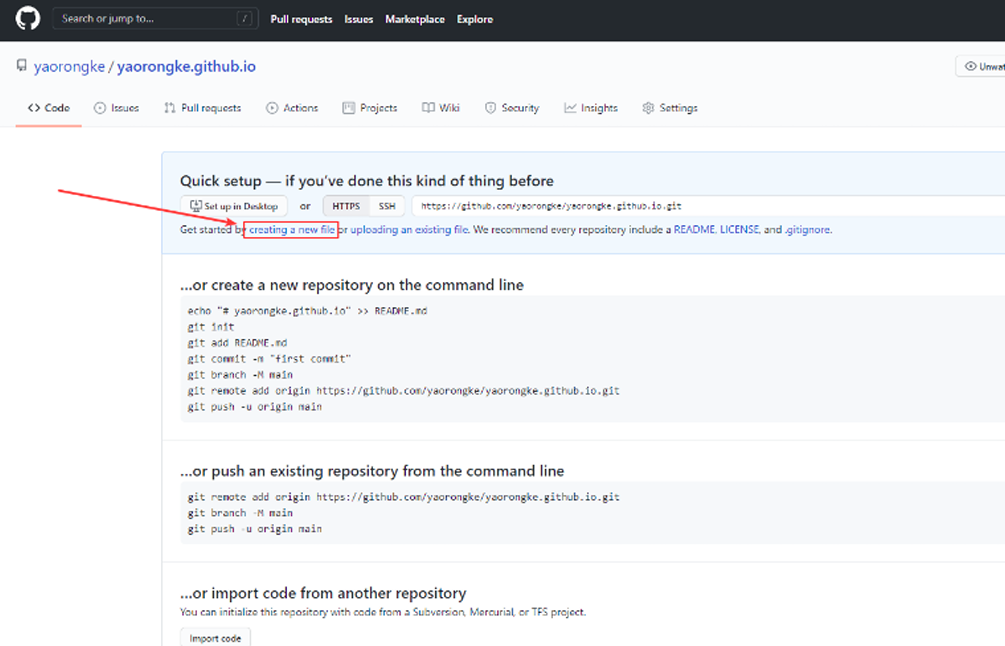 Search or jump to... / Pull requests Issues Marketplace Explore
yaorongke / yaorongke.github.io
Code Issues Pull requests Actions Projects Wiki Security Insights Settings
Quick setup — if you've done this kind of thing before
Set up in Desktop or HTTPS SSH https://github.com/yaorongke/yaorongke.github.io.git
Get started by creating a new file or uploading an existing file. We recommend every repository include a README, LICENSE, and .gitignore.
...or create a new repository on the command line
echo "# yaorongke.github.io" >> README.md
git init
git add README.md
git commit -m "first commit"
git branch -M main
git remote add origin https://github.com/yaorongke/yaorongke.github.io.git
git push -u origin main
...or push an existing repository from the command line
git remote add origin https://github.com/yaorongke/yaorongke.github.io.git
git branch -M main
git push -u origin main
...or import code from another repository
You can initialize this repository with code from a Subversion, Mercurial, or TFS project.
Import code